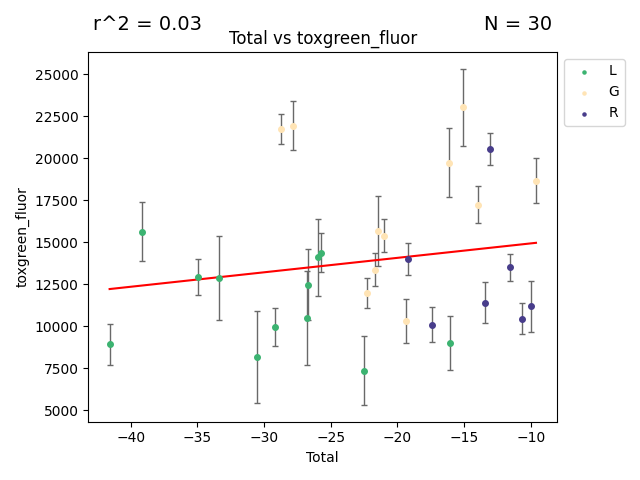 r^2 = 0.03
N = 30
Total vs toxgreen_fluor
25000
22500
20000
17500
15000
12500
10000
7500
5000
toxgreen_fluor
−40
−35
−30
−25
−20
−15
−10
Total
L
G
R